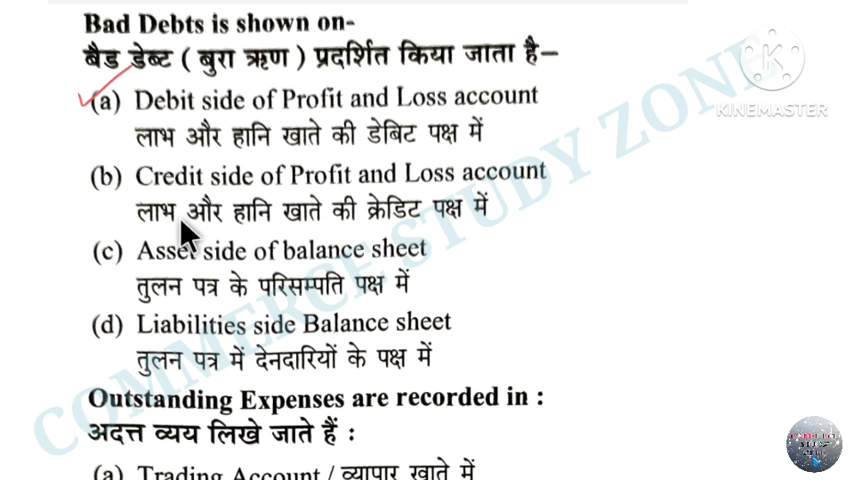 Bad Debts is shown on-
बैड डेब्ट ( बुरा ऋण ) प्रदर्शित किया जाता है–
(a) Debit side of Profit and Loss account
लाभ और हानि खाते की डेबिट पक्ष में
(b) Credit side of Profit and Loss account
लाभ और हानि खाते की क्रेडिट पक्ष में
(c) Asset side of balance sheet
तुलन पत्र के परिसम्पति पक्ष में
(d) Liabilities side Balance sheet
तुलन पत्र में देनदारियों के पक्ष में
Outstanding Expenses are recorded in :
अदत्त व्यय लिखे जाते हैं :
(a) Trading Account / व्यापार खाते में
COMMERCE STUDY ZONE
KINEMASTER